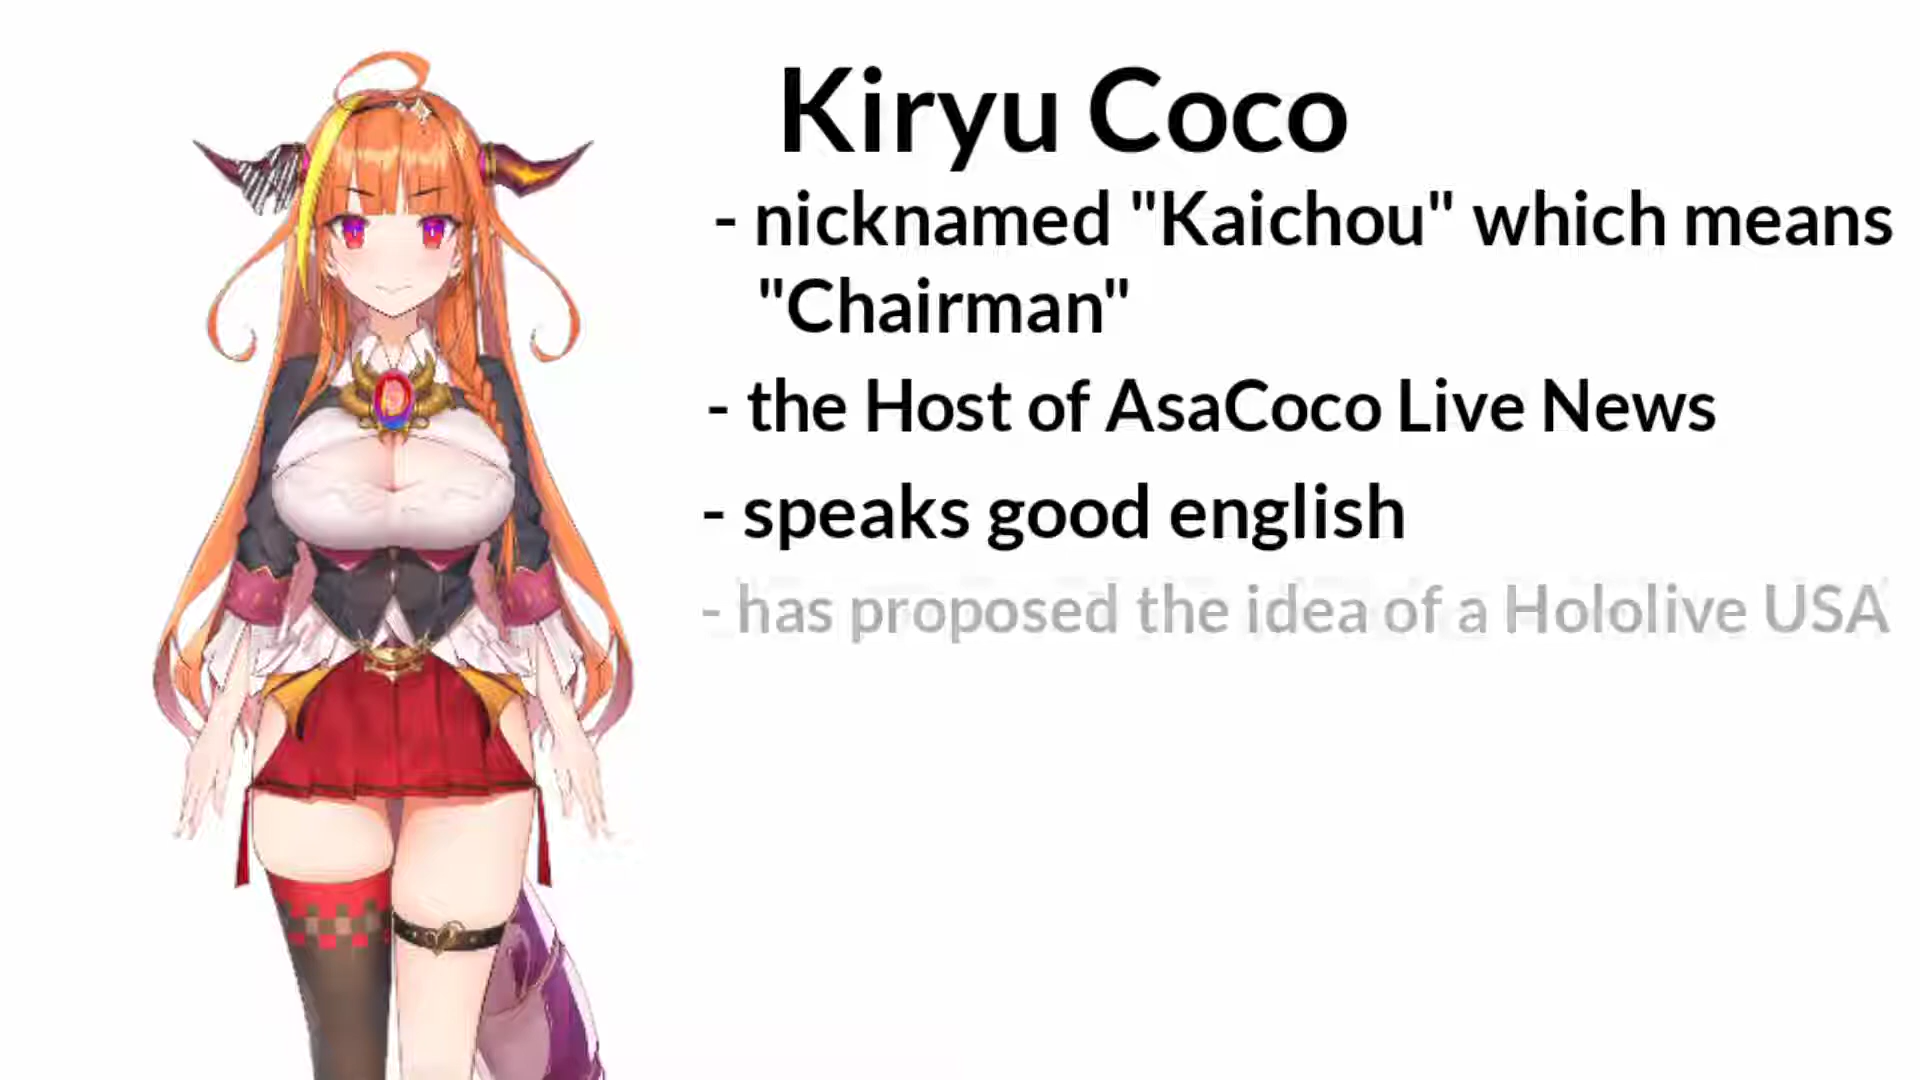 Kiryu Coco
- nicknamed "Kaichou" which means
"Chairman"
- the Host of AsaCoco Live News
- speaks good english
- has proposed the idea of a Hololive USA